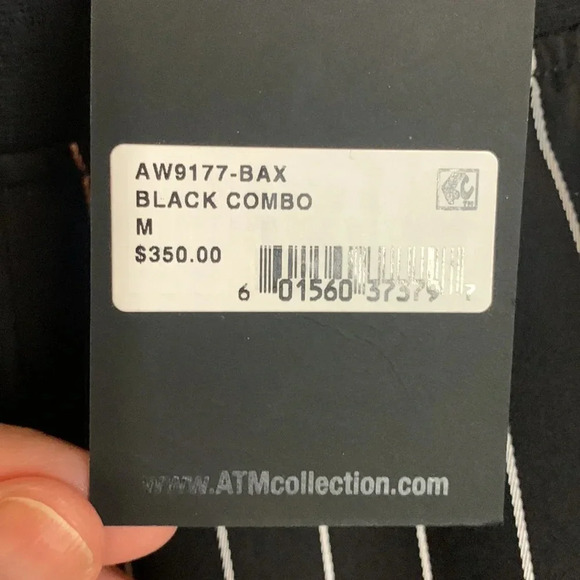 AW9177-BAX
BLACK COMBO
M
$350.00
6 01560 37379 7
www.ATMcollection.com